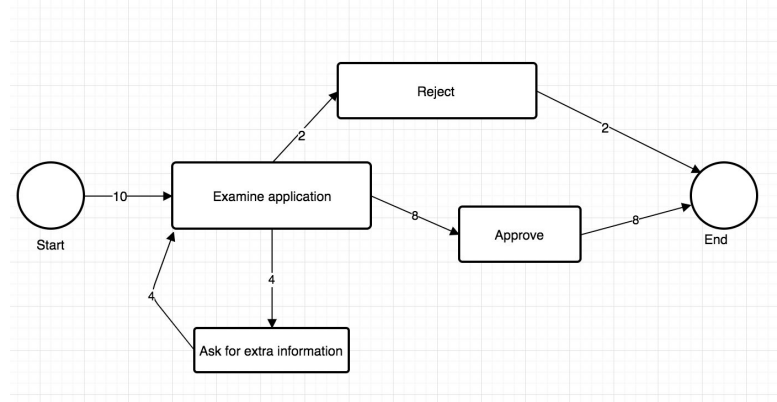 Reject
2
2
10
Examine application
8
Approve
8
Start
End
4
4
Ask for extra information